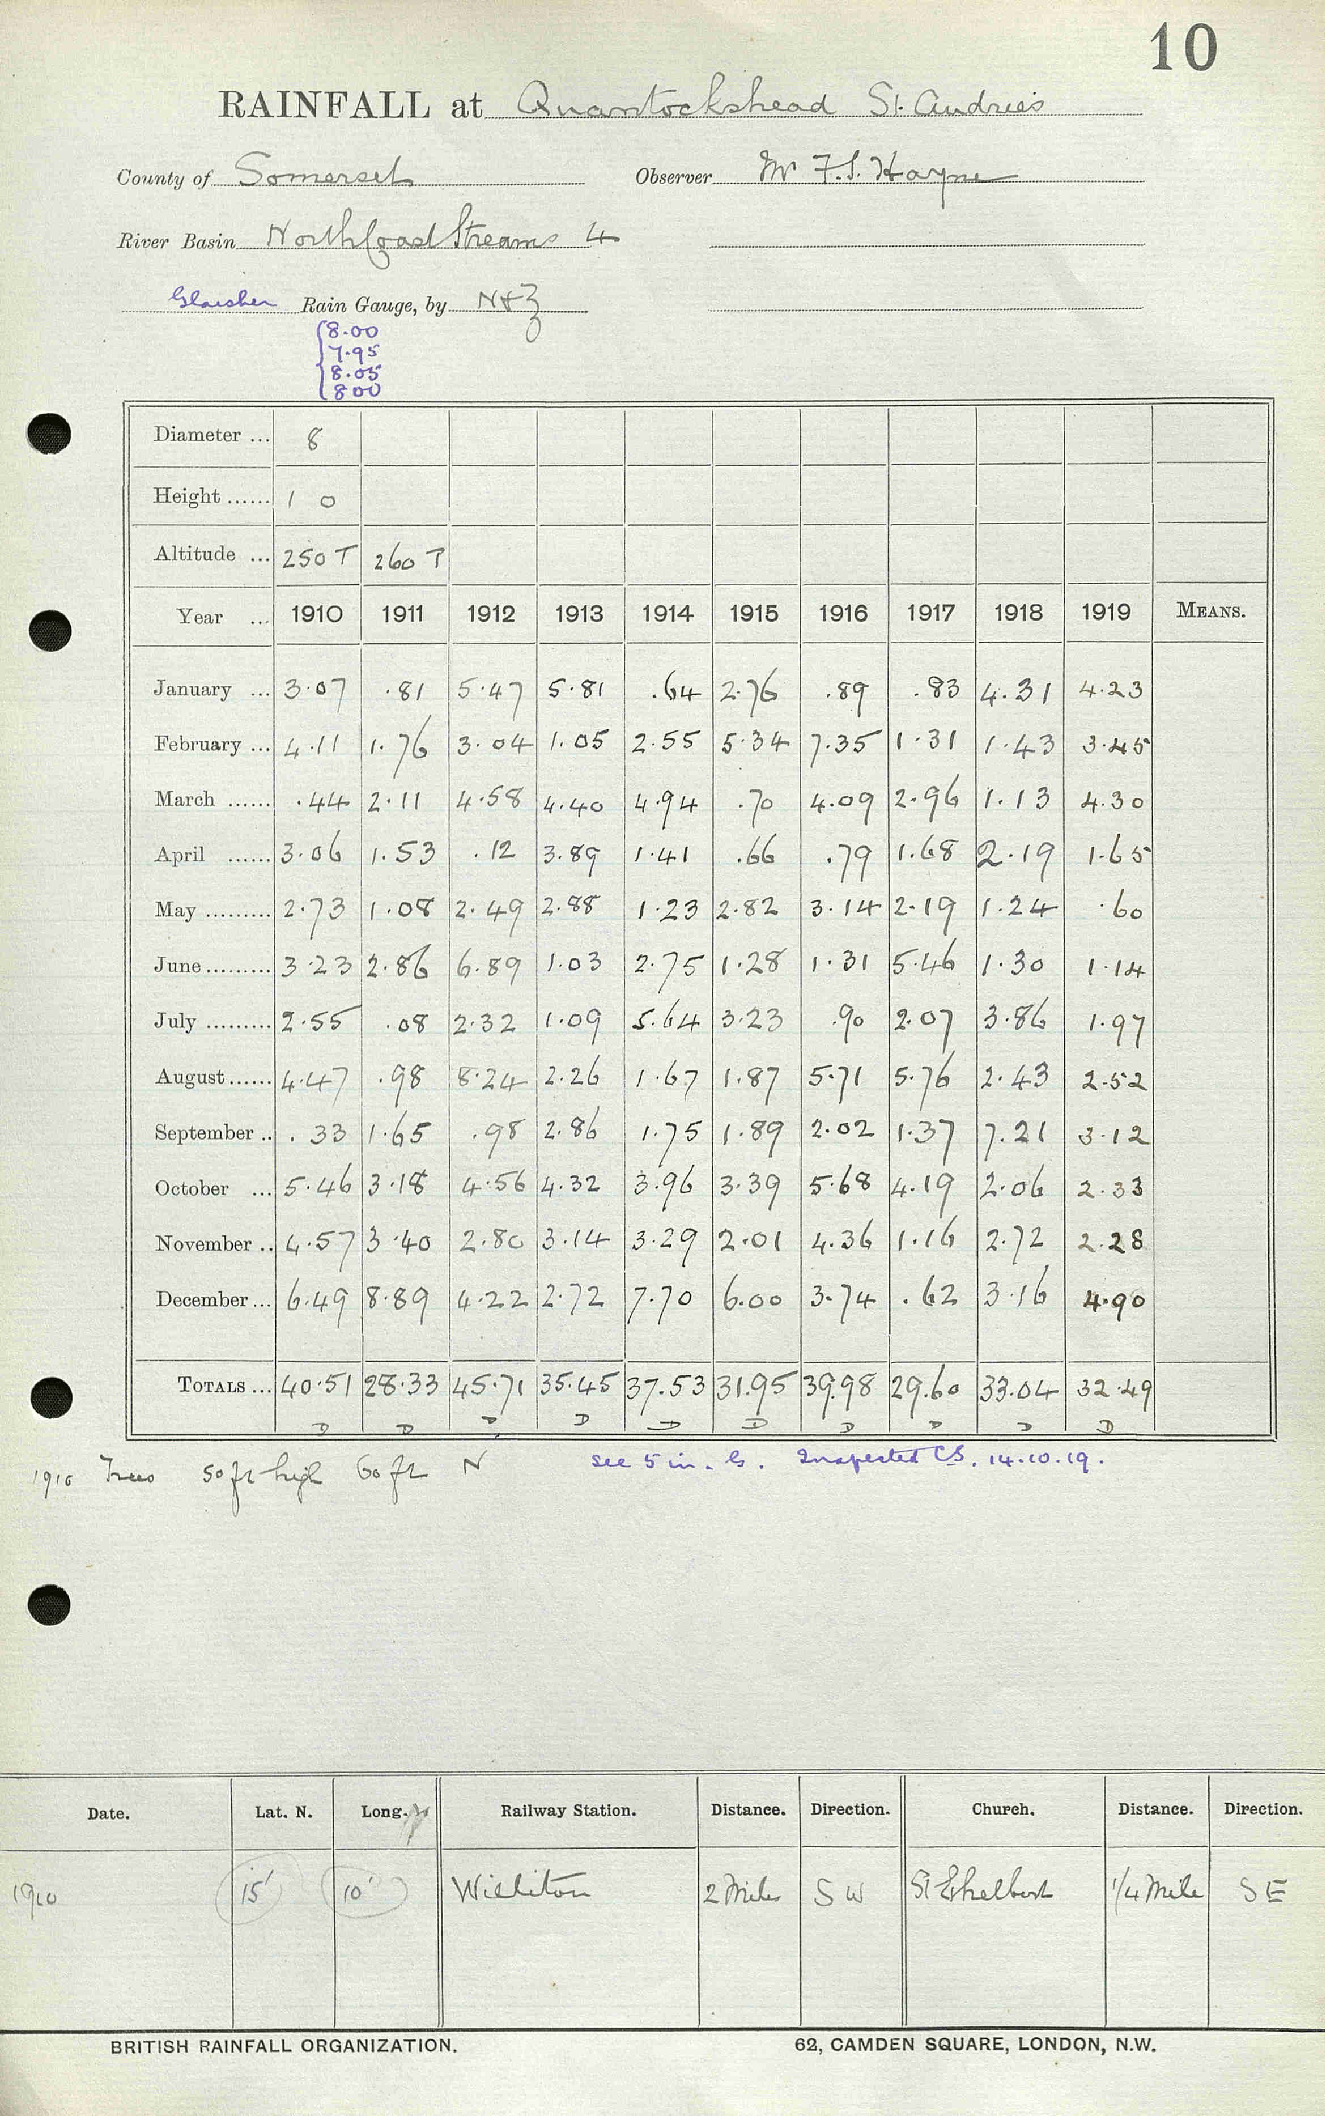 10
RAINFALL at Quantockshead St. Audries
County of Somerset Observer Mr F.S. Hayne
River Basin North Coast Streams 4
Glaisher Rain Gauge, by N+Z
8.00
7.95
8.05
8 00
Diameter ... 8
Height ...... 1 0
Altitude ... 250 T 260 T
Year ... 1910 1911 1912 1913 1914 1915 1916 1917 1918 1919 MEANS.
January ... 3.07 .81 5.47 5.81 .64 2.76 .89 .83 4.31 4.23
February ... 4.11 1.76 3.04 1.05 2.55 5.34 7.35 1.31 1.43 3.45
March ...... .44 2.11 4.58 4.40 4.94 .70 4.09 2.96 1.13 4.30
April ...... 3.06 1.53 .12 3.89 1.41 .66 .79 1.68 2.19 1.65
May ......... 2.73 1.08 2.49 2.88 1.23 2.82 3.14 2.19 1.24 .60
June ......... 3.23 2.86 6.89 1.03 2.75 1.28 1.31 5.46 1.30 1.14
July ......... 2.55 .08 2.32 1.09 5.64 3.23 .90 2.07 3.86 1.97
August ...... 4.47 .98 8.24 2.26 1.67 1.87 5.71 5.76 2.43 2.52
September .. .33 1.65 .98 2.86 1.75 1.89 2.02 1.37 7.21 3.12
October ... 5.46 3.18 4.56 4.32 3.96 3.39 5.68 4.19 2.06 2.33
November .. 4.57 3.40 2.80 3.14 3.29 2.01 4.36 1.16 2.72 2.28
December ... 6.49 8.89 4.22 2.72 7.70 6.00 3.74 .62 3.16 4.90
TOTALS ... 40.51 28.33 45.71 35.45 37.53 31.95 39.98 29.60 33.04 32.49
D D D D D D D D D D
1910 Trees 50 ft high 60 ft N see 5 in. G. Inspected CS. 14.10.19.
Date. Lat. N. Long. W Railway Station. Distance. Direction. Church. Distance. Direction.
1910 15' 10' Williton 2 Miles SW St Ethelbert 1/4 Mile SE
BRITISH RAINFALL ORGANIZATION. 62, CAMDEN SQUARE, LONDON, N.W.